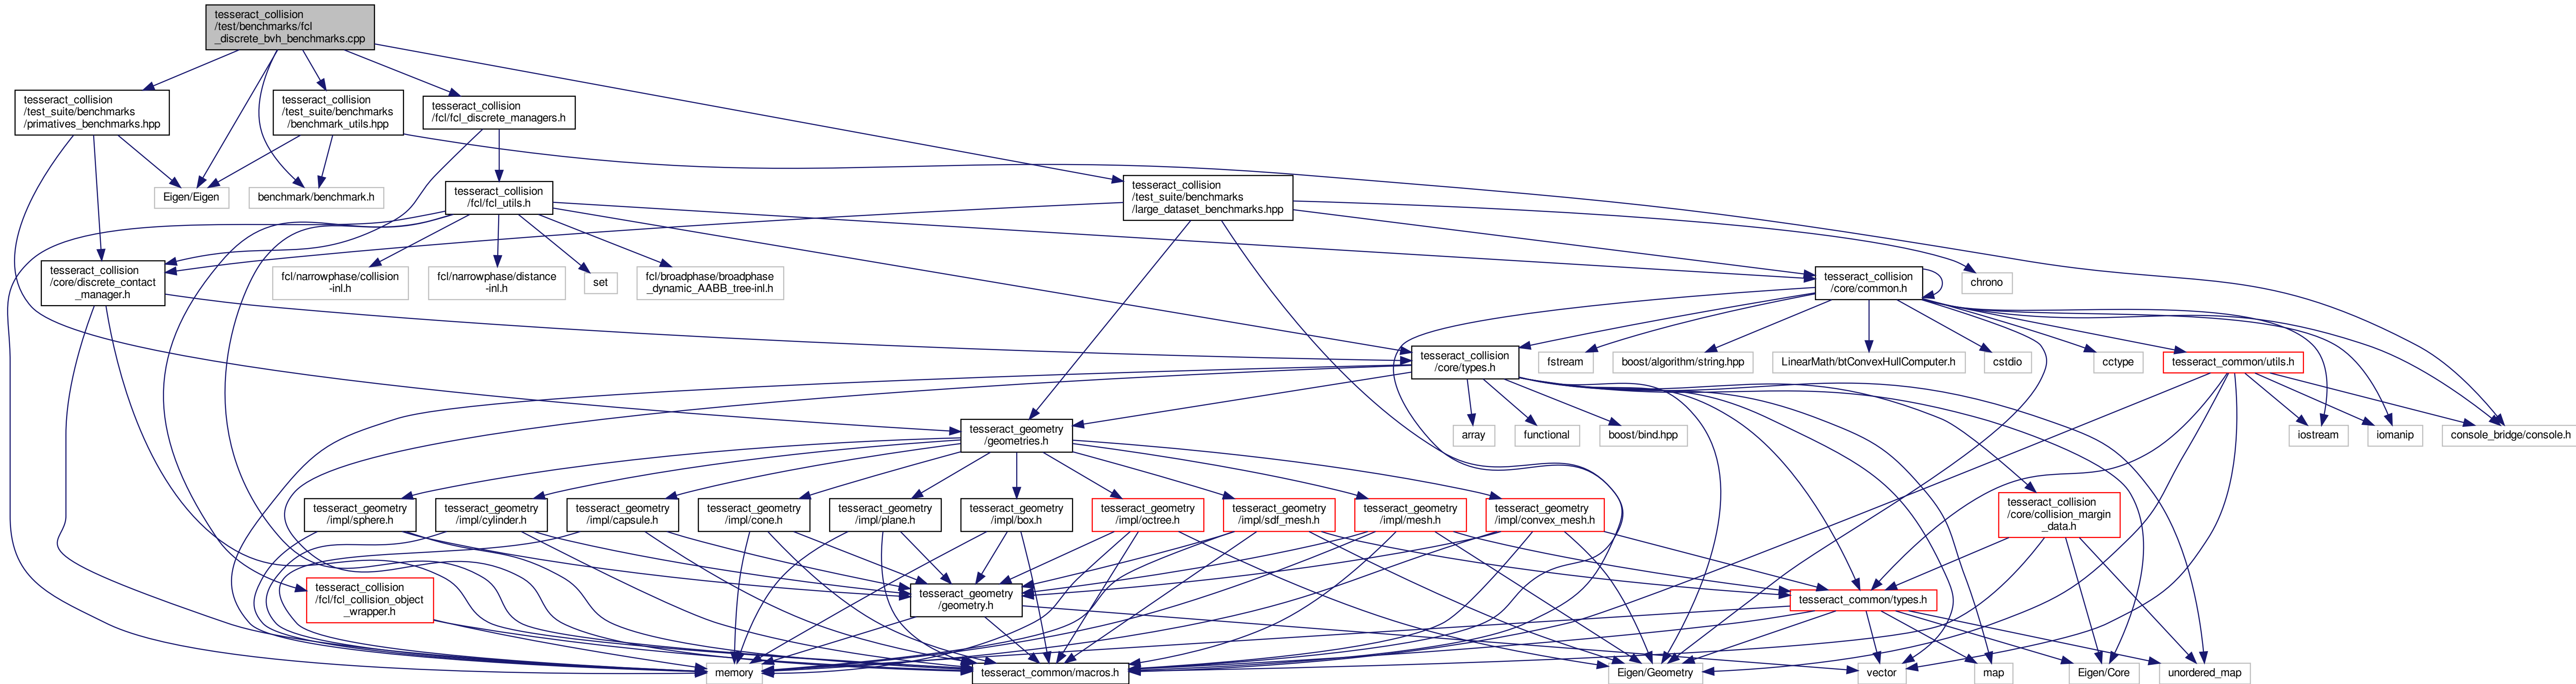 tesseract_collision
/test/benchmarks/fcl
_discrete_bvh_benchmarks.cpp
tesseract_collision
/test_suite/benchmarks
/primatives_benchmarks.hpp
tesseract_collision
/test_suite/benchmarks
/benchmark_utils.hpp
tesseract_collision
/fcl/fcl_discrete_managers.h
Eigen/Eigen
benchmark/benchmark.h
tesseract_collision
/fcl/fcl_utils.h
tesseract_collision
/test_suite/benchmarks
/large_dataset_benchmarks.hpp
tesseract_collision
/core/discrete_contact
_manager.h
fcl/narrowphase/collision
-inl.h
fcl/narrowphase/distance
-inl.h
set
fcl/broadphase/broadphase
_dynamic_AABB_tree-inl.h
tesseract_collision
/core/common.h
chrono
tesseract_collision
/core/types.h
fstream
boost/algorithm/string.hpp
LinearMath/btConvexHullComputer.h
cstdio
cctype
tesseract_common/utils.h
tesseract_geometry
/geometries.h
array
functional
boost/bind.hpp
iostream
iomanip
console_bridge/console.h
tesseract_geometry
/impl/sphere.h
tesseract_geometry
/impl/cylinder.h
tesseract_geometry
/impl/capsule.h
tesseract_geometry
/impl/cone.h
tesseract_geometry
/impl/plane.h
tesseract_geometry
/impl/box.h
tesseract_geometry
/impl/octree.h
tesseract_geometry
/impl/sdf_mesh.h
tesseract_geometry
/impl/mesh.h
tesseract_geometry
/impl/convex_mesh.h
tesseract_collision
/core/collision_margin
_data.h
tesseract_collision
/fcl/fcl_collision_object
_wrapper.h
tesseract_geometry
/geometry.h
tesseract_common/types.h
memory
tesseract_common/macros.h
Eigen/Geometry
vector
map
Eigen/Core
unordered_map